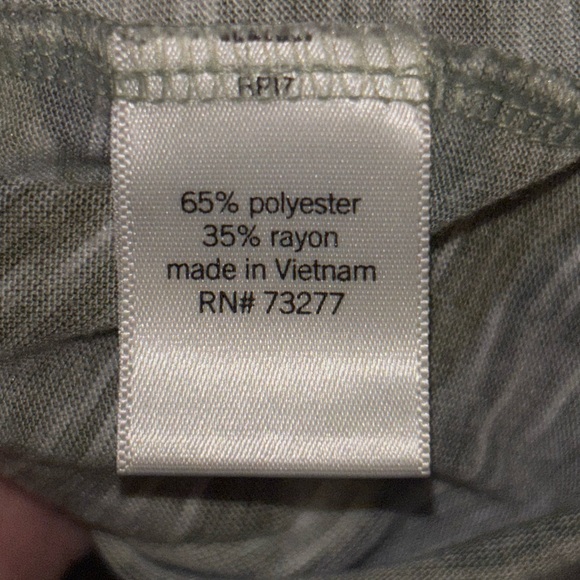 65% polyester
35% rayon
made in Vietnam
RN# 73277